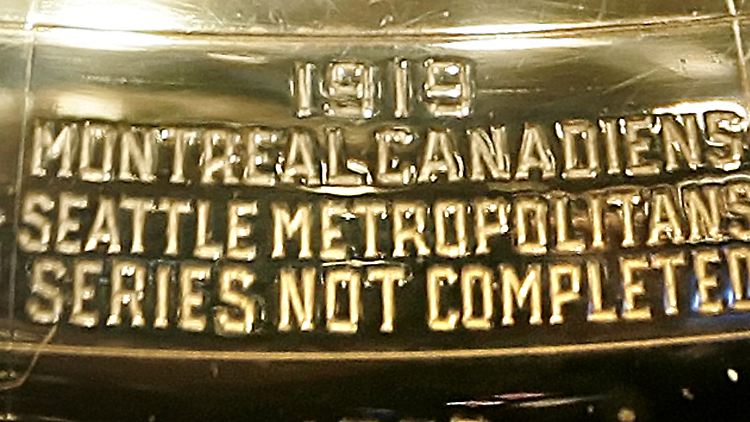 1919
MONTREAL CANADIENS
SEATTLE METROPOLITANS
SERIES NOT COMPLETED